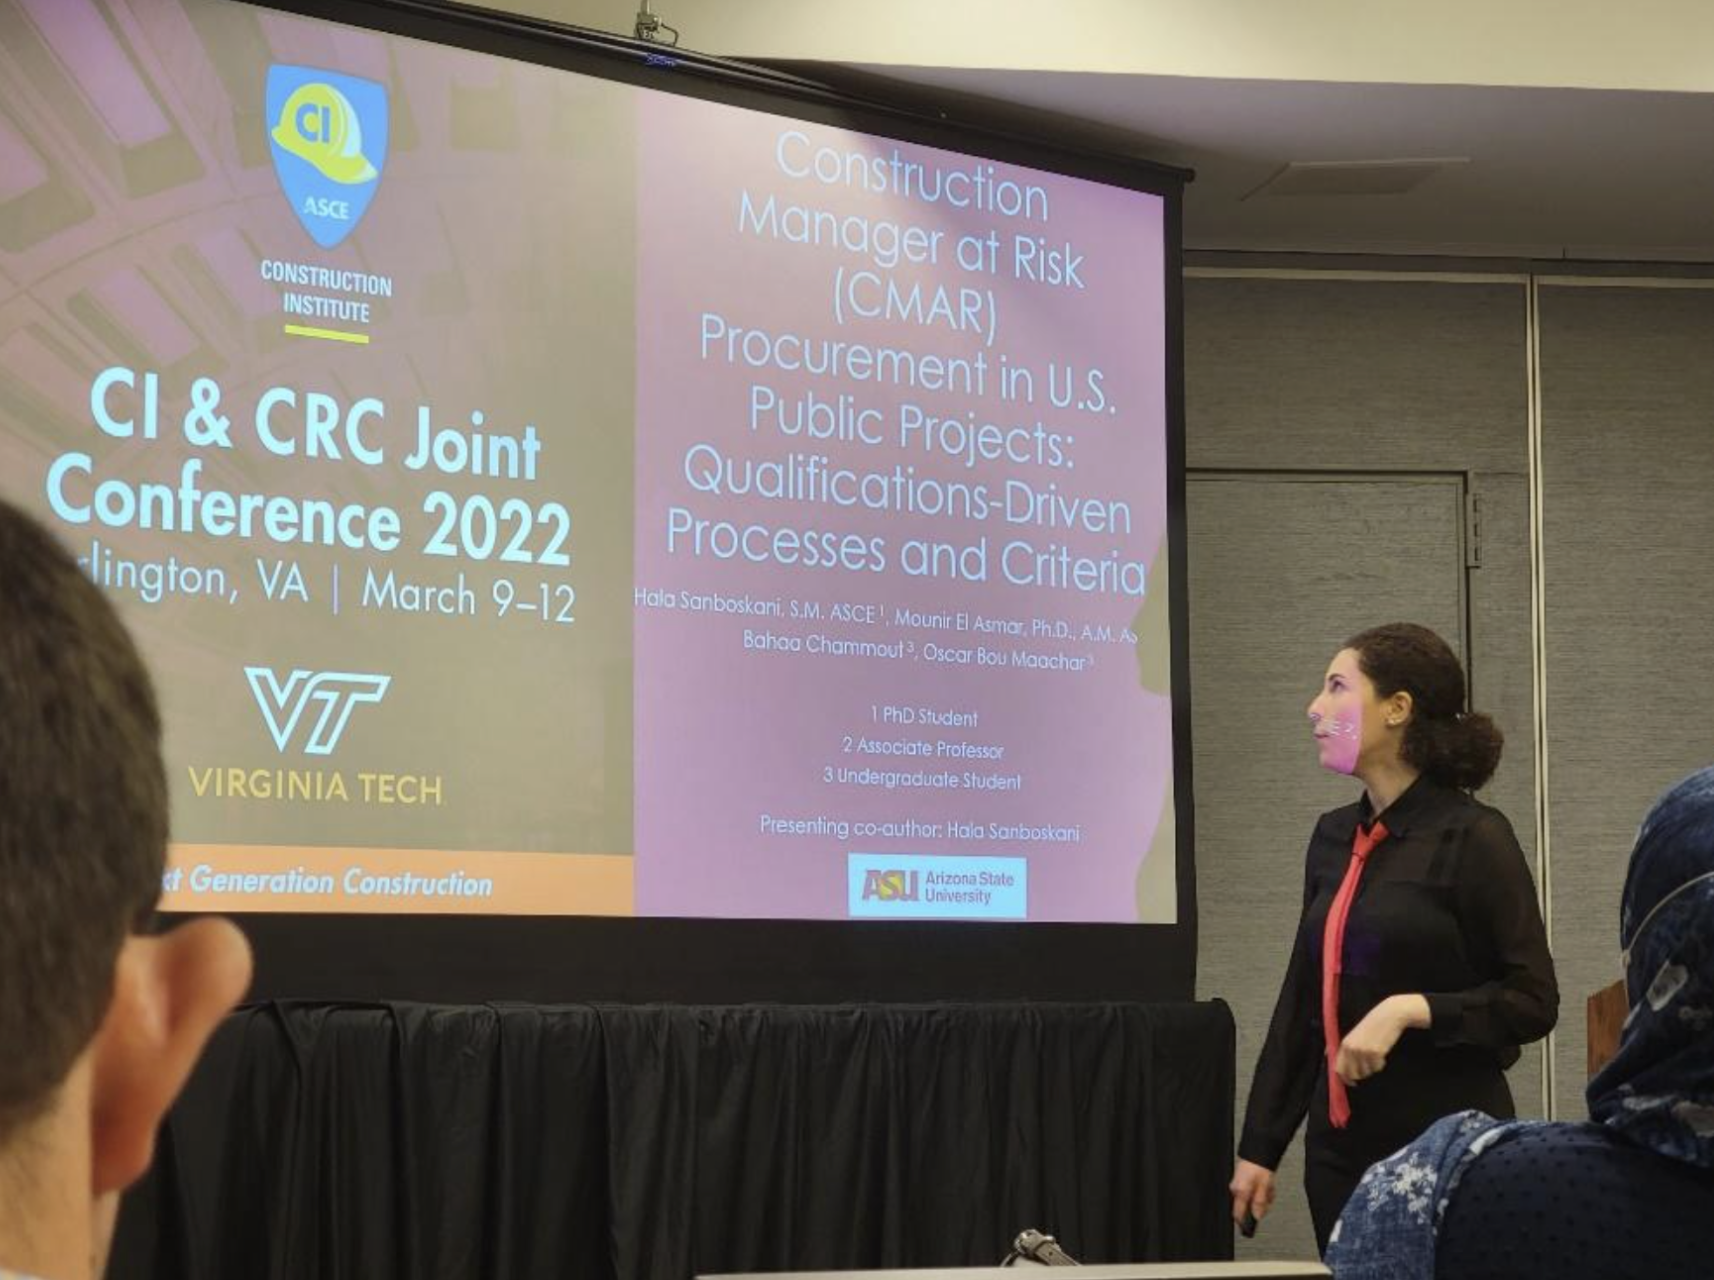 CI
ASCE
CONSTRUCTION
INSTITUTE
CI & CRC Joint
Conference 2022
rlington, VA | March 9–12
VT
VIRGINIA TECH
Generation Construction
Construction
Manager at Risk
(CMAR)
Procurement in U.S.
Public Projects:
Qualifications-Driven
Processes and Criteria
Hala Sanboskani, S.M. ASCE 1, Mounir El Asmar, Ph.D., A.M. AS
Bahaa Chammout 3, Oscar Bou Maachar 3
1 PhD Student
2 Associate Professor
3 Undergraduate Student
Presenting co-author: Hala Sanboskani
ASU Arizona State
University